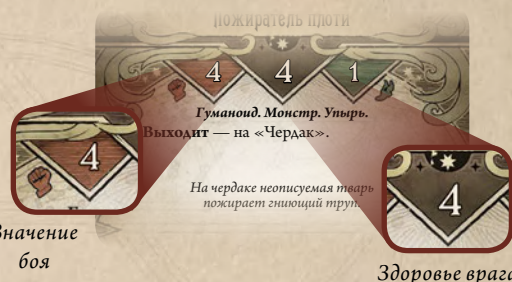 Пожиратель плоти
4 4 1
Гуманоид. Монстр. Упырь.
Выходит — на «Чердак».
На чердаке неописуемая тварь
пожирает гниющий труп.
4
Значение
боя
4
Здоровье врага